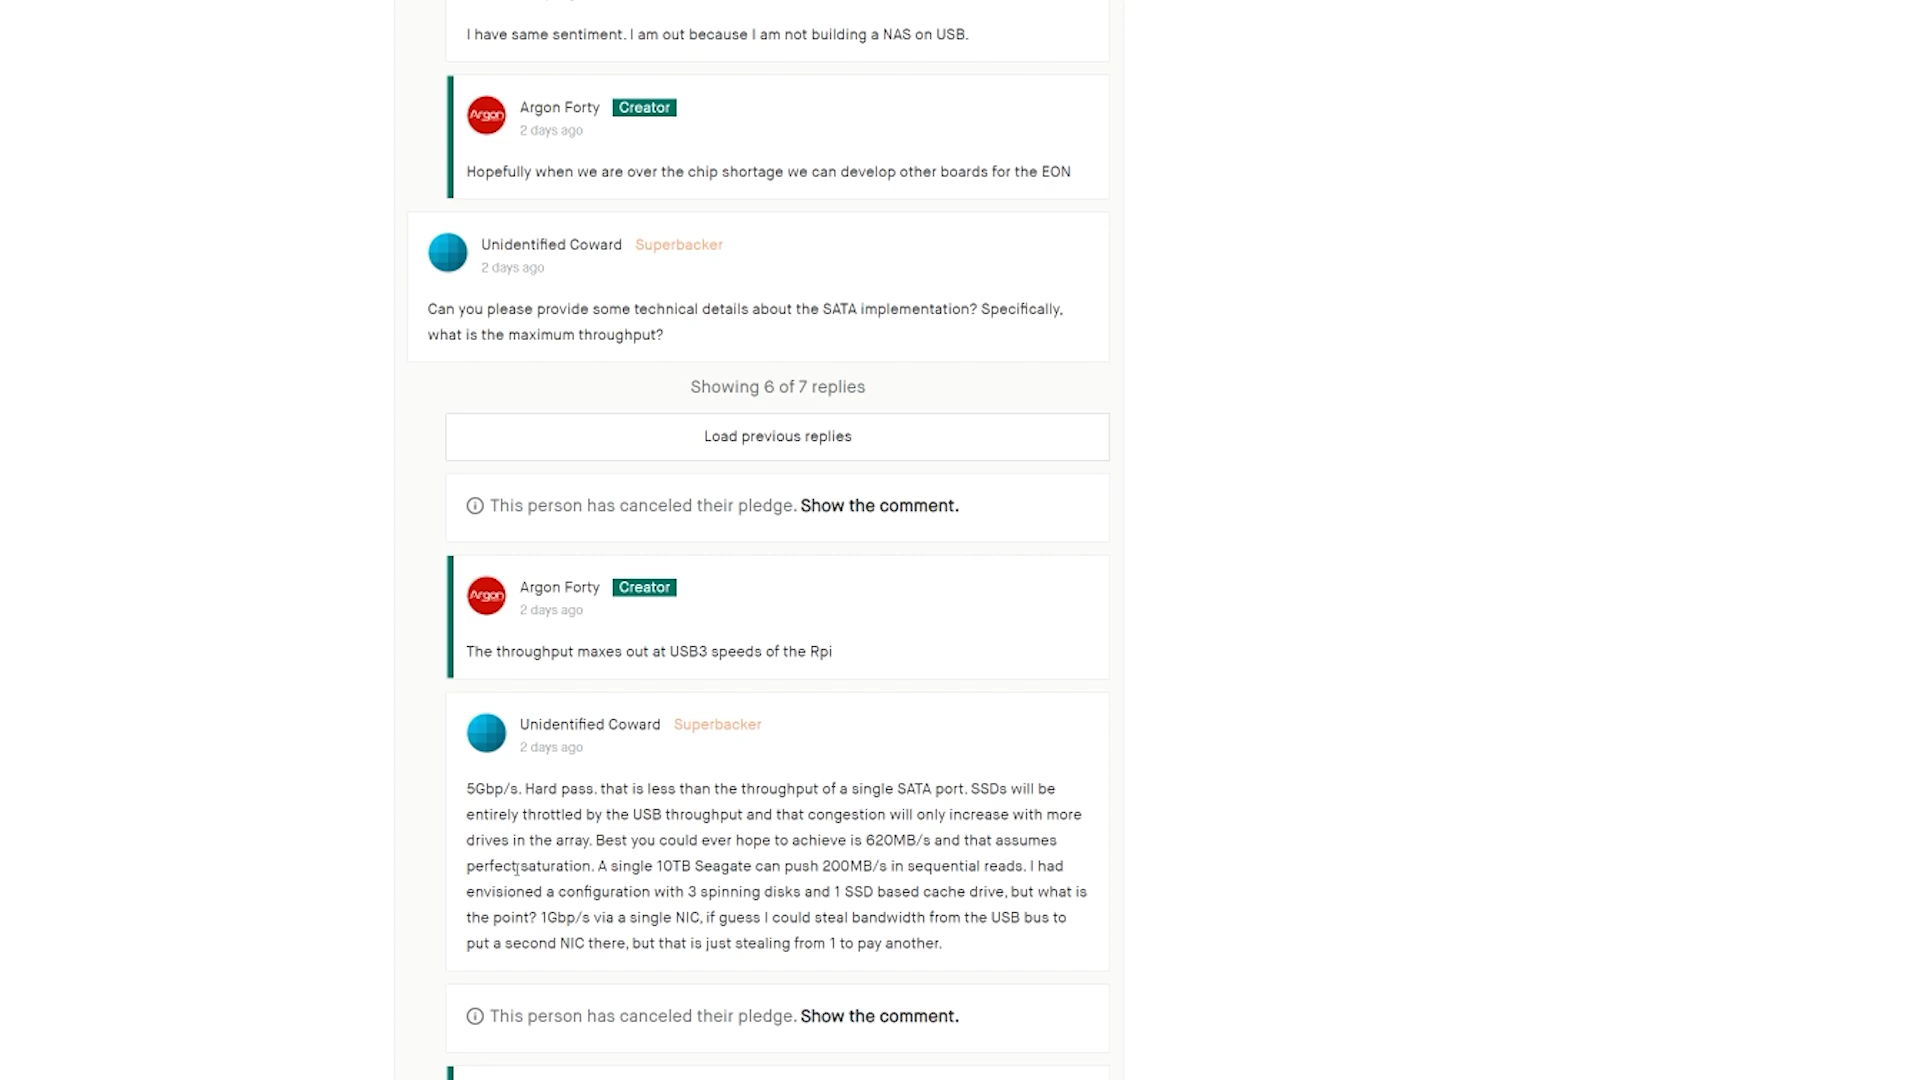 I have same sentiment. I am out because I am not building a NAS on USB.
Argon
Argon Forty Creator
2 days ago
Hopefully when we are over the chip shortage we can develop other boards for the EON
Unidentified Coward Superbacker
2 days ago
Can you please provide some technical details about the SATA implementation? Specifically,
what is the maximum throughput?
Showing 6 of 7 replies
Load previous replies
This person has canceled their pledge. Show the comment.
Argon
Argon Forty Creator
2 days ago
The throughput maxes out at USB3 speeds of the Rpi
Unidentified Coward Superbacker
2 days ago
5Gbp/s. Hard pass. that is less than the throughput of a single SATA port. SSDs will be
entirely throttled by the USB throughput and that congestion will only increase with more
drives in the array. Best you could ever hope to achieve is 620MB/s and that assumes
perfect saturation. A single 10TB Seagate can push 200MB/s in sequential reads. I had
envisioned a configuration with 3 spinning disks and 1 SSD based cache drive, but what is
the point? 1Gbp/s via a single NIC, if guess I could steal bandwidth from the USB bus to
put a second NIC there, but that is just stealing from 1 to pay another.
This person has canceled their pledge. Show the comment.